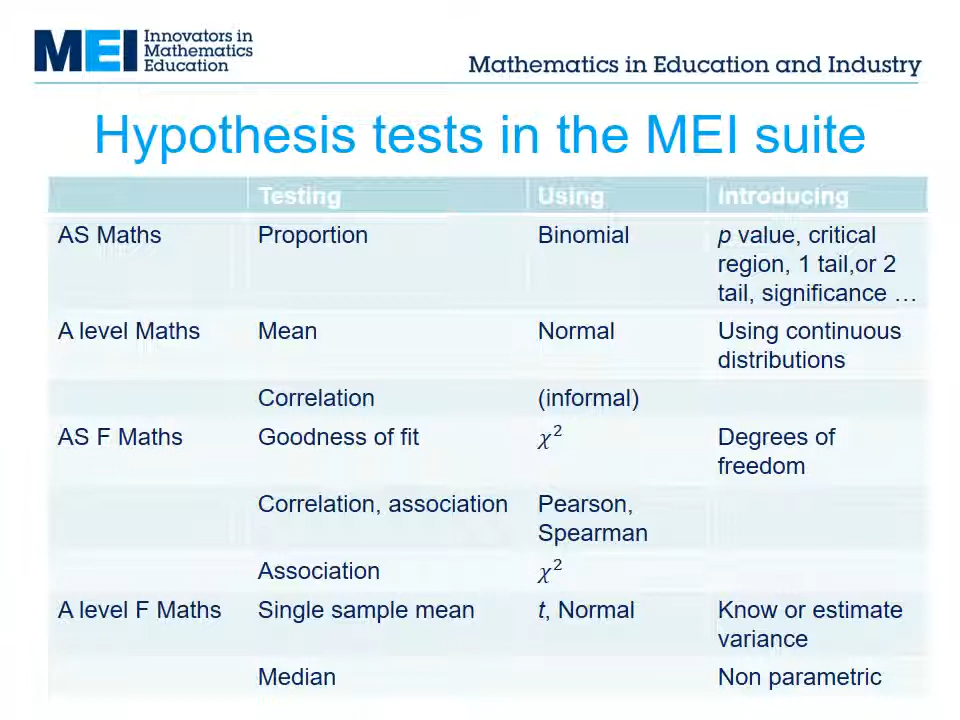 MEI Innovators in
Mathematics
Education
Mathematics in Education and Industry
Hypothesis tests in the MEI suite
Testing Using Introducing
AS Maths Proportion Binomial p value, critical
region, 1 tail,or 2
tail, significance …
A level Maths Mean Normal Using continuous
distributions
Correlation (informal)
AS F Maths Goodness of fit χ² Degrees of
freedom
Correlation, association Pearson,
Spearman
Association χ²
A level F Maths Single sample mean t, Normal Know or estimate
variance
Median Non parametric